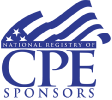 NATIONAL REGISTRY OF
CPE
SPONSORS